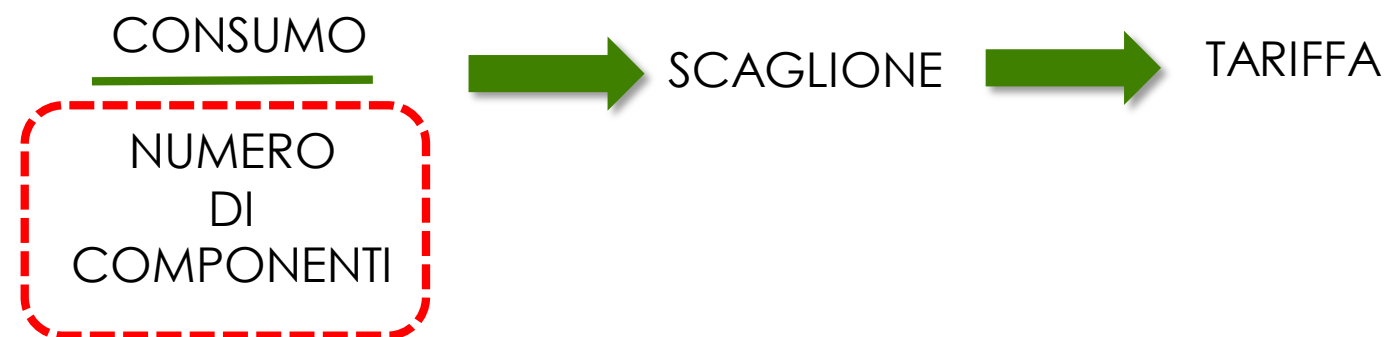 CONSUMO
NUMERO
DI
COMPONENTI
SCAGLIONE
TARIFFA